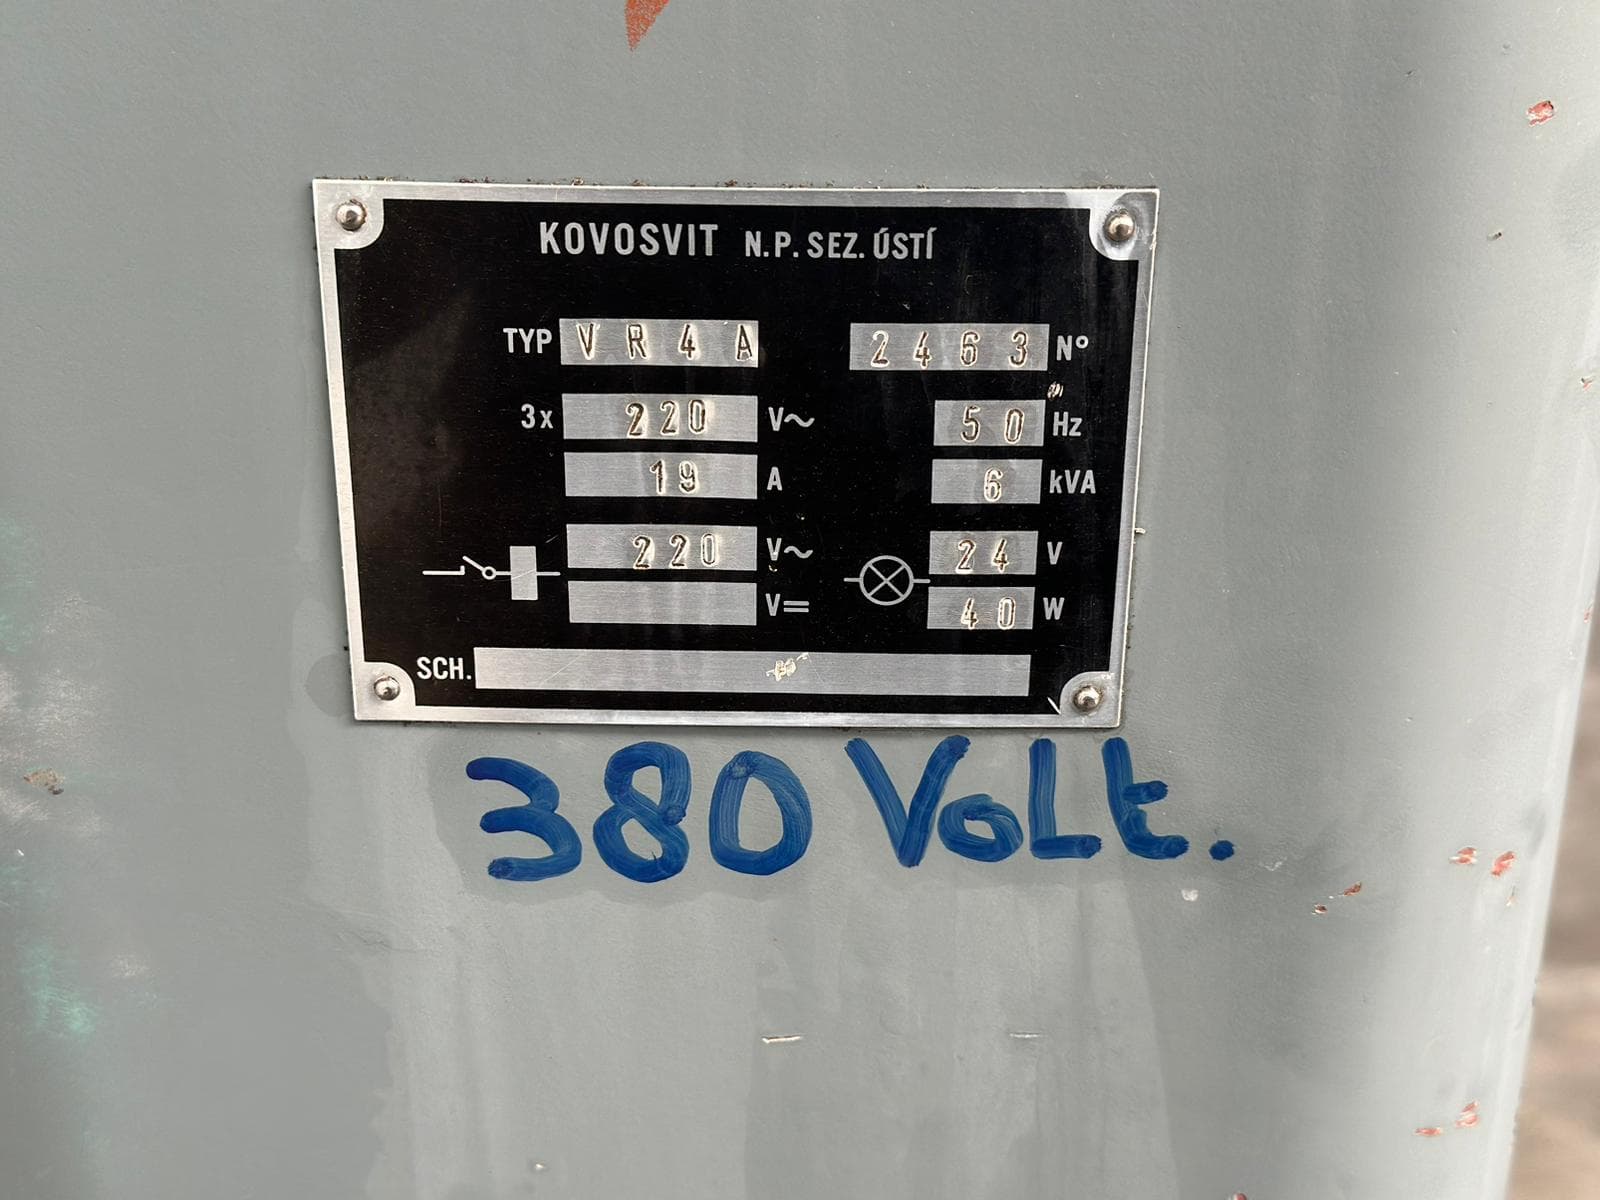 KOVOSVIT N.P. SEZ. ÚSTÍ
TYP VR4A 2463 Nº
3x 220 V~ 50 Hz
19 A 6 kVA
220 V~ 24 V
V= 40 W
SCH.
380 VoLt.